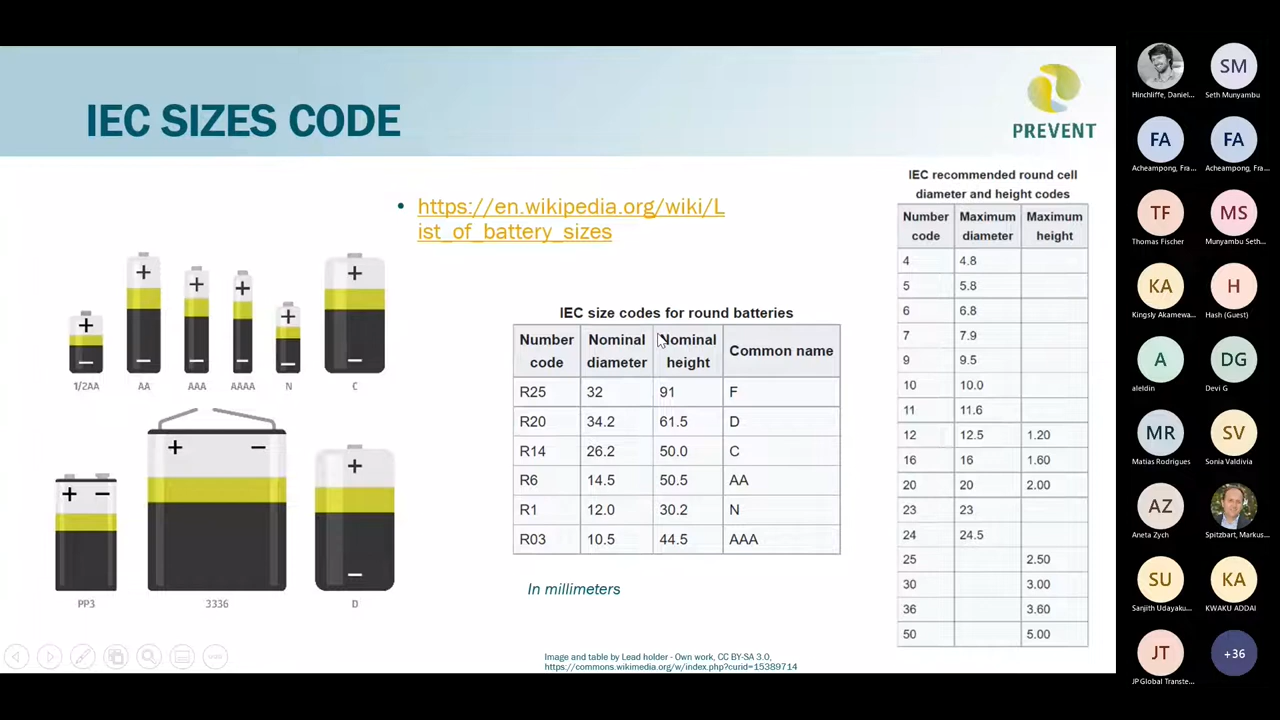 IEC SIZES CODE
PREVENT
• https://en.wikipedia.org/wiki/L
ist_of_battery_sizes
+
−
1/2AA
+
−
AA
+
−
AAA
+
−
AAAA
+
−
N
+
−
C
+ −
PP3
+ −
3336
+
−
D
IEC size codes for round batteries
Number code Nominal diameter Nominal height Common name
R25 32 91 F
R20 34.2 61.5 D
R14 26.2 50.0 C
R6 14.5 50.5 AA
R1 12.0 30.2 N
R03 10.5 44.5 AAA
In millimeters
IEC recommended round cell
diameter and height codes
Number code Maximum diameter Maximum height
4 4.8
5 5.8
6 6.8
7 7.9
9 9.5
10 10.0
11 11.6
12 12.5 1.20
16 16 1.60
20 20 2.00
23 23
24 24.5
25 2.50
30 3.00
36 3.60
50 5.00
Image and table by Lead holder - Own work, CC BY-SA 3.0,
https://commons.wikimedia.org/w/index.php?curid=15389714
Hinchliffe, Daniel...
SM
Seth Munyambu
FA
Acheampong, Fra...
FA
Acheampong, Fra...
TF
Thomas Fischer
MS
Munyambu Seth...
KA
Kingsly Akamewa...
H
Hash (Guest)
A
aleldin
DG
Devi G
MR
Matias Rodrigues
SV
Sonia Valdivia
AZ
Aneta Zych
Spitzbart, Markus...
SU
Sanjith Udayaku...
KA
KWAKU ADDAI
JT
JPGlobal Transte...
+36